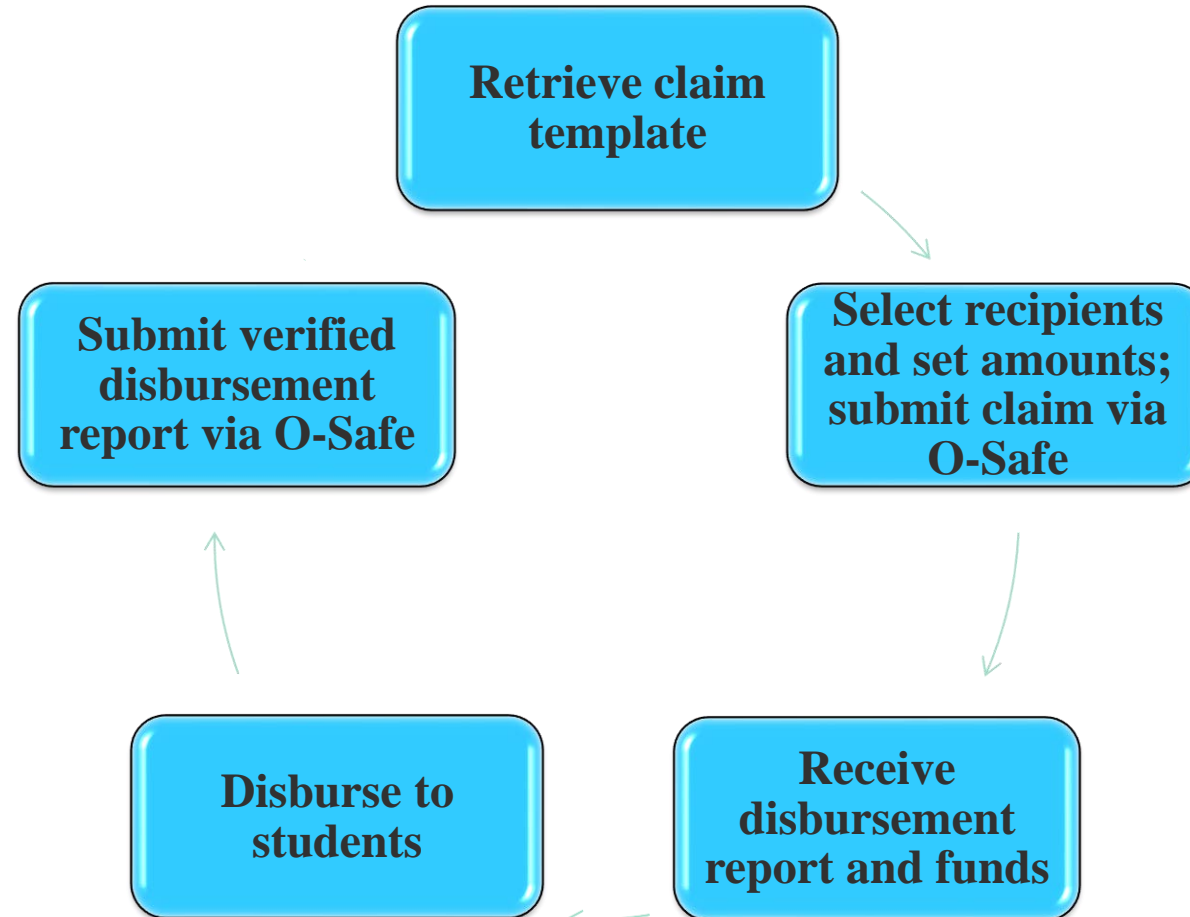 Retrieve claim
template
Select recipients
and set amounts;
submit claim via
O-Safe
Receive
disbursement
report and funds
Disburse to
students
Submit verified
disbursement
report via O-Safe